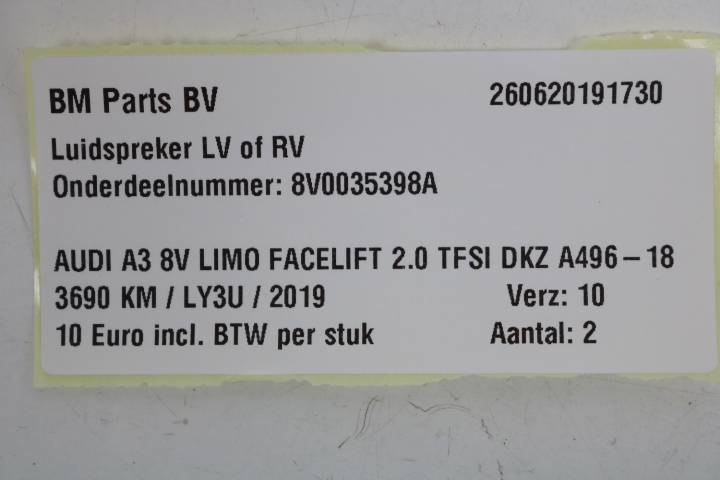 BM Parts BV 260620191730
Luidspreker LV of RV
Onderdeelnummer: 8V0035398A
AUDI A3 8V LIMO FACELIFT 2.0 TFSI DKZ A496-18
3690 KM / LY3U / 2019 Verz: 10
10 Euro incl. BTW per stuk Aantal: 2